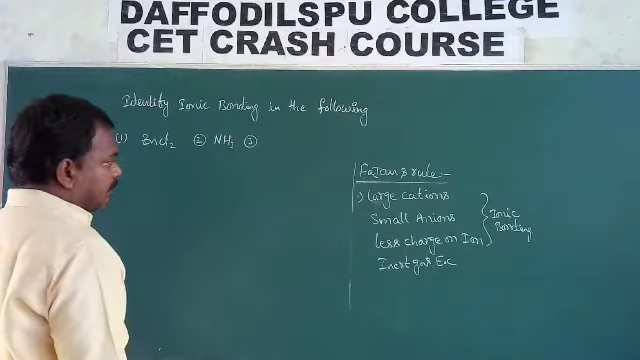 DAFFODILSPU COLLEGE
CET CRASH COURSE
Identify Ionic Bonding in the following
(1) ZnCl2 (2) NH3 (3)
Fajans rule:-
Large cations
Small Anions
less charge on Ion
Inert gas E.C
Ionic
Bonding